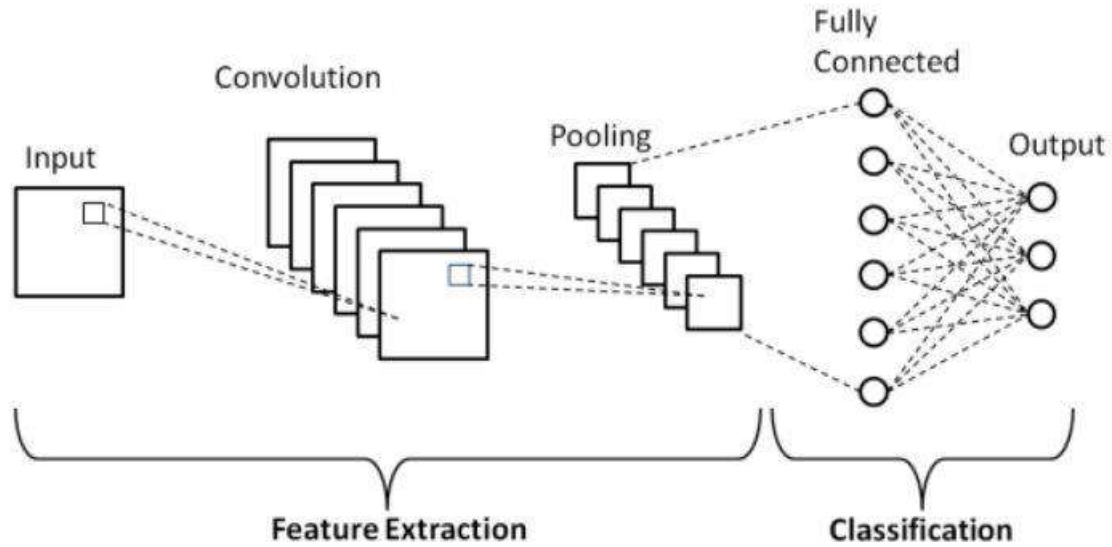 Fully
Connected
Convolution
Pooling
Input
Output
Feature Extraction
Classification